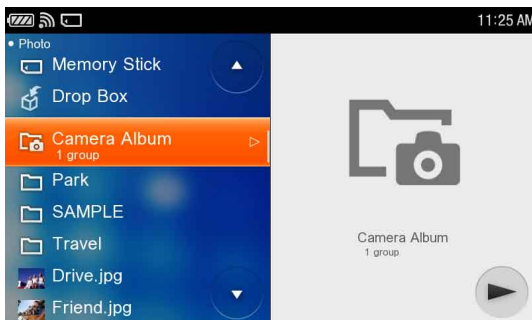 11:25 AM
Photo
Memory Stick
Drop Box
Camera Album
1 group
Park
SAMPLE
Travel
Drive.jpg
Friend.jpg
Camera Album
1 group